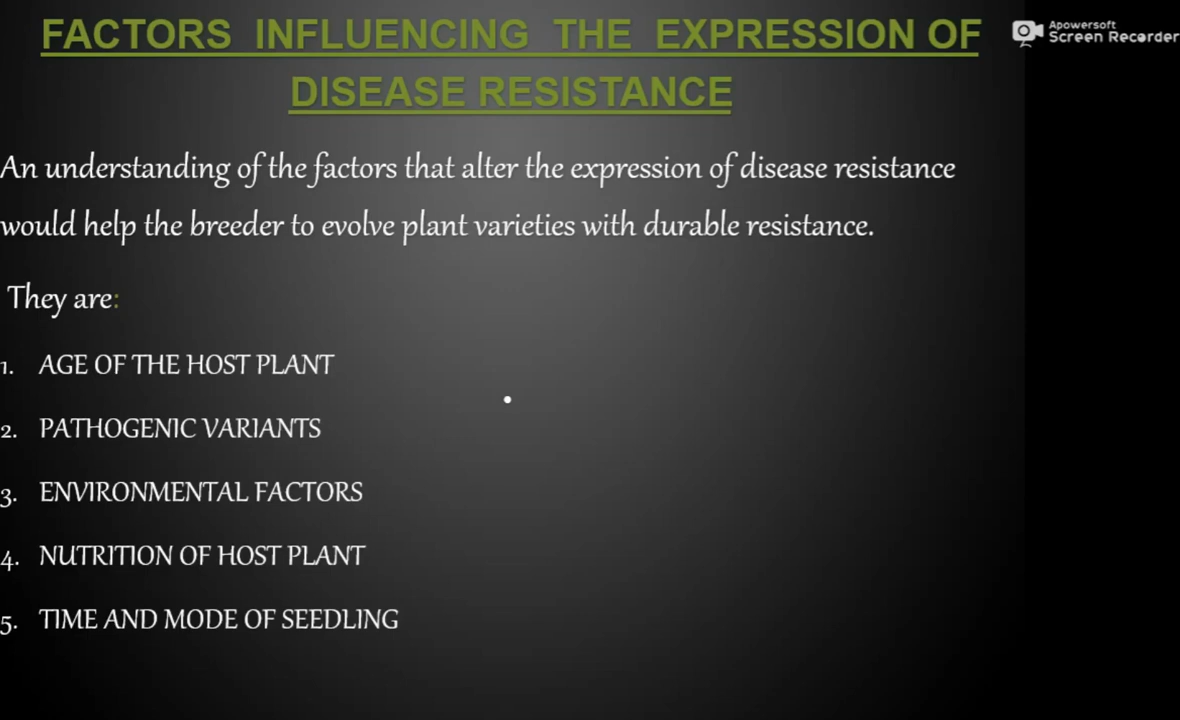 FACTORS INFLUENCING THE EXPRESSION OF
DISEASE RESISTANCE
Apowersoft
Screen Recorder
An understanding of the factors that alter the expression of disease resistance
would help the breeder to evolve plant varieties with durable resistance.
They are:
1. AGE OF THE HOST PLANT
2. PATHOGENIC VARIANTS
3. ENVIRONMENTAL FACTORS
4. NUTRITION OF HOST PLANT
5. TIME AND MODE OF SEEDLING